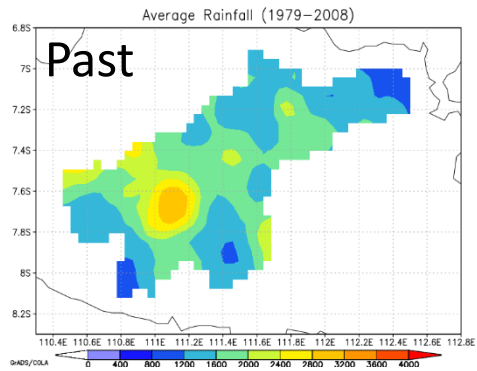 Average Rainfall (1979-2008)
Past
6.8S
7S
7.2S
7.4S
7.6S
7.8S
8S
8.2S
110.4E 110.6E 110.8E 111E 111.2E 111.4E 111.6E 111.8E 112E 112.2E 112.4E 112.6E 112.8E
GrADS/COLA
0 400 800 1200 1600 2000 2400 2800 3200 3600 4000